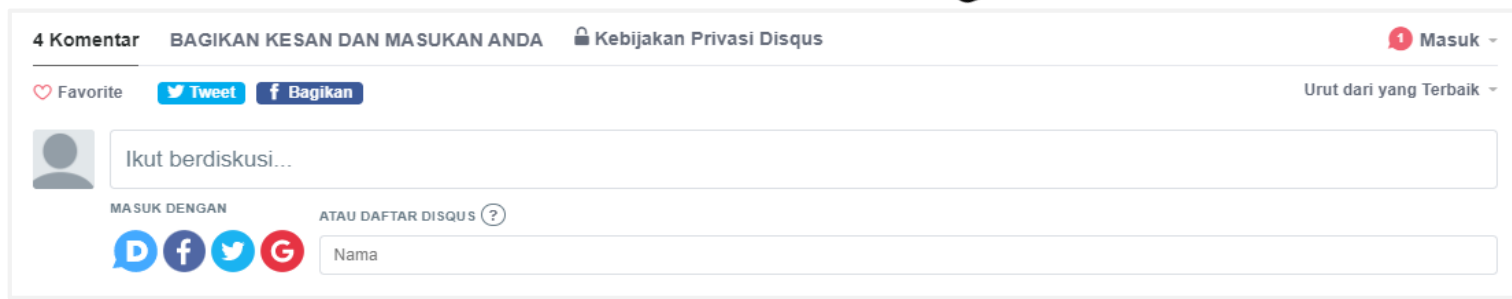 4 Komentar BAGIKAN KESAN DAN MASUKAN ANDA Kebijakan Privasi Disqus 1 Masuk
Favorite Tweet f Bagikan Urut dari yang Terbaik
Ikut berdiskusi...
MASUK DENGAN ATAU DAFTAR DISQUS ?
D f G Nama